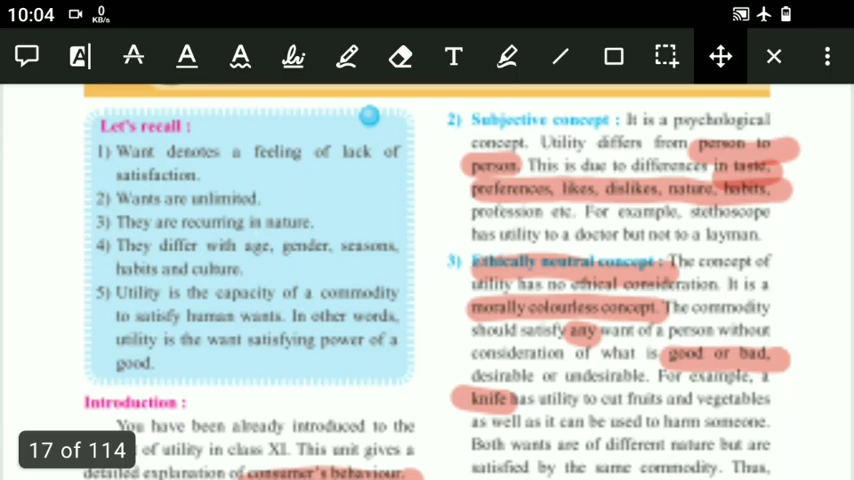 10:04
0
KB/s
A
A
A
A
T
Let's recall :
1) Want denotes a feeling of lack of
satisfaction.
2) Wants are unlimited.
3) They are recurring in nature.
4) They differ with age, gender, seasons,
habits and culture.
5) Utility is the capacity of a commodity
to satisfy human wants. In other words,
utility is the want satisfying power of a
good.
Introduction :
You have been already introduced to the
of utility in class XI. This unit gives a
detailed explanation of consumer's behaviour.
17 of 114
2) Subjective concept : It is a psychological
concept. Utility differs from person to
person. This is due to differences in taste,
preferences, likes, dislikes, nature, habits,
profession etc. For example, stethoscope
has utility to a doctor but not to a layman.
3) Ethically neutral concept : The concept of
utility has no ethical consideration. It is a
morally colourless concept. The commodity
should satisfy any want of a person without
consideration of what is good or bad,
desirable or undesirable. For example, a
knife has utility to cut fruits and vegetables
as well as it can be used to harm someone.
Both wants are of different nature but are
satisfied by the same commodity. Thus,